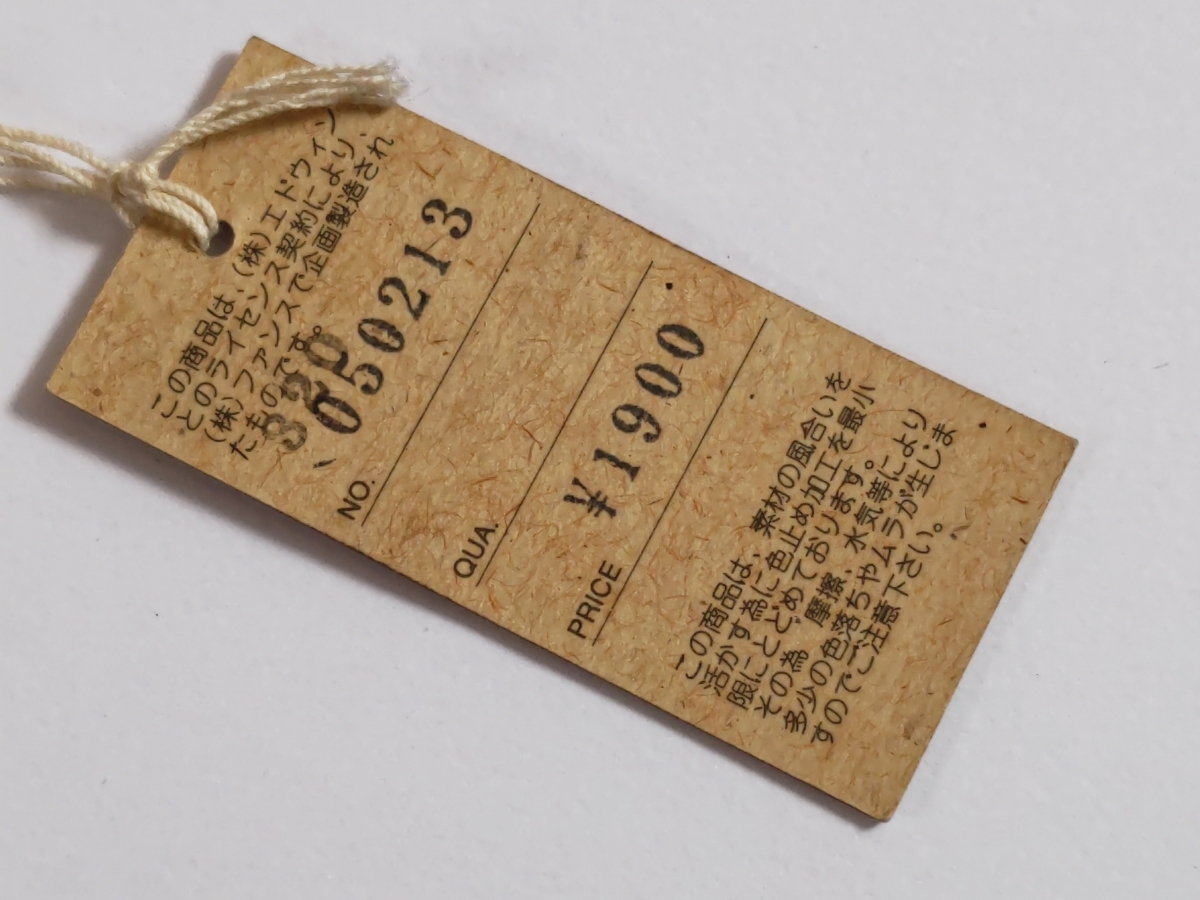 この商品は、(株)エドウィン
とのライセンス契約により、
(株)ファンスで企画製造され
たものです。
320
050213
NO.
QUA.
¥1900
PRICE
この商品は、素材の風合いを
活かす為に色止め加工を最小
限にとどめております。
その為 摩擦、水気等により
多少の色落ちやムラが生じま
すのでご注意下さい。